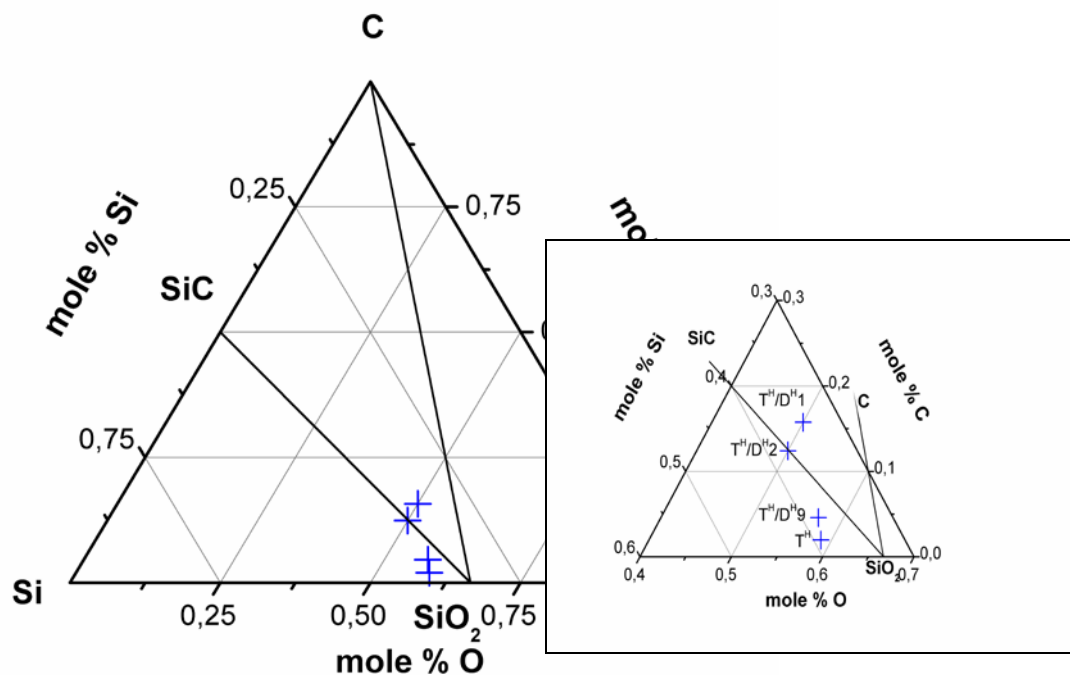 C
mole % Si
0,25
0,75
SiC
0,75
Si
0,25
0,50
SiO2
0,75
mole % O
0,3
0,3
SiC
mole % Si
mole % C
0,4
0,2
T^H/D^H1
C
T^H/D^H2
0,5
0,1
T^H/D^H9
T^H
0,6
0,0
0,4
0,5
0,6
SiO2
0,7
mole % O